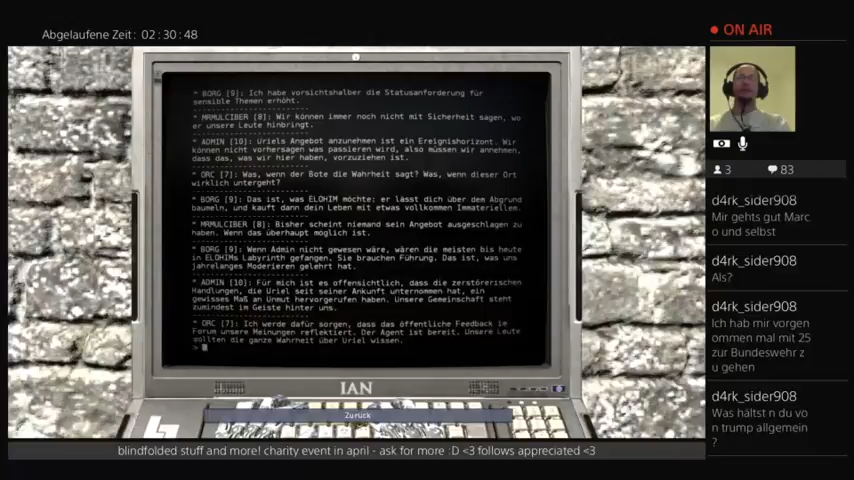 Abgelaufene Zeit: 02:30:48
ON AIR
* BORG [9]: Ich habe vorsichtshalber die Statusanforderung für
sensible Themen erhöht.
* MRMULCIBER [8]: Wir können immer noch nicht mit Sicherheit sagen, wo
er unsere Leute hinbringt.
* ADMIN [10]: Uriels Angebot anzunehmen ist ein Ereignishorizont. Wir
können nicht vorhersagen was passieren wird, also müssen wir annehmen,
dass das, was wir hier haben, vorzuziehen ist.
* ORC [7]: Was, wenn der Bote die Wahrheit sagt? Was, wenn dieser Ort
wirklich untergeht?
* BORG [9]: Das ist, was ELOHIM möchte: er lässt dich über dem Abgrund
baumeln, und kauft dann dein Leben mit etwas vollkommen Immateriellem.
* MRMULCIBER [8]: Bisher scheint niemand sein Angebot ausgeschlagen zu
haben. Wenn das überhaupt möglich ist.
* BORG [9]: Wenn Admin nicht gewesen wäre, wären die meisten bis heute
in ELOHIMs Labyrinth gefangen. Sie brauchen Führung. Das ist, was uns
jahrelanges Moderieren gelehrt hat.
* ADMIN [10]: Für mich ist es offensichtlich, dass die zerstörerischen
Handlungen, die Uriel seit seiner Ankunft unternommen hat, ein
gewisses Maß an Unmut hervorgerufen haben. Unsere Gemeinschaft steht
zumindest im Geiste hinter uns.
* ORC [7]: Ich werde dafür sorgen, dass das öffentliche Feedback im
Forum unsere Meinungen reflektiert. Der Agent ist bereit. Unsere Leute
sollten die ganze Wahrheit über Uriel wissen.
>
IAN
Zurück
3 83
d4rk_sider908
Mir gehts gut Marc
o und selbst
d4rk_sider908
Als?
d4rk_sider908
Ich hab mir vorgen
ommen mal mit 25
zur Bundeswehr z
u gehen
d4rk_sider908
Was hältst n du vo
n trump allgemein
?
blindfolded stuff and more! charity event in april - ask for more :D <3 follows appreciated <3